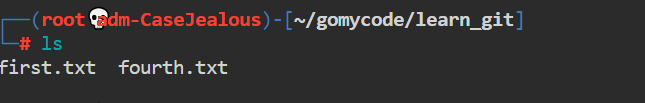 ┌──(root💀adm-CaseJealous)-[~/gomycode/learn_git]
└─# ls
first.txt  fourth.txt